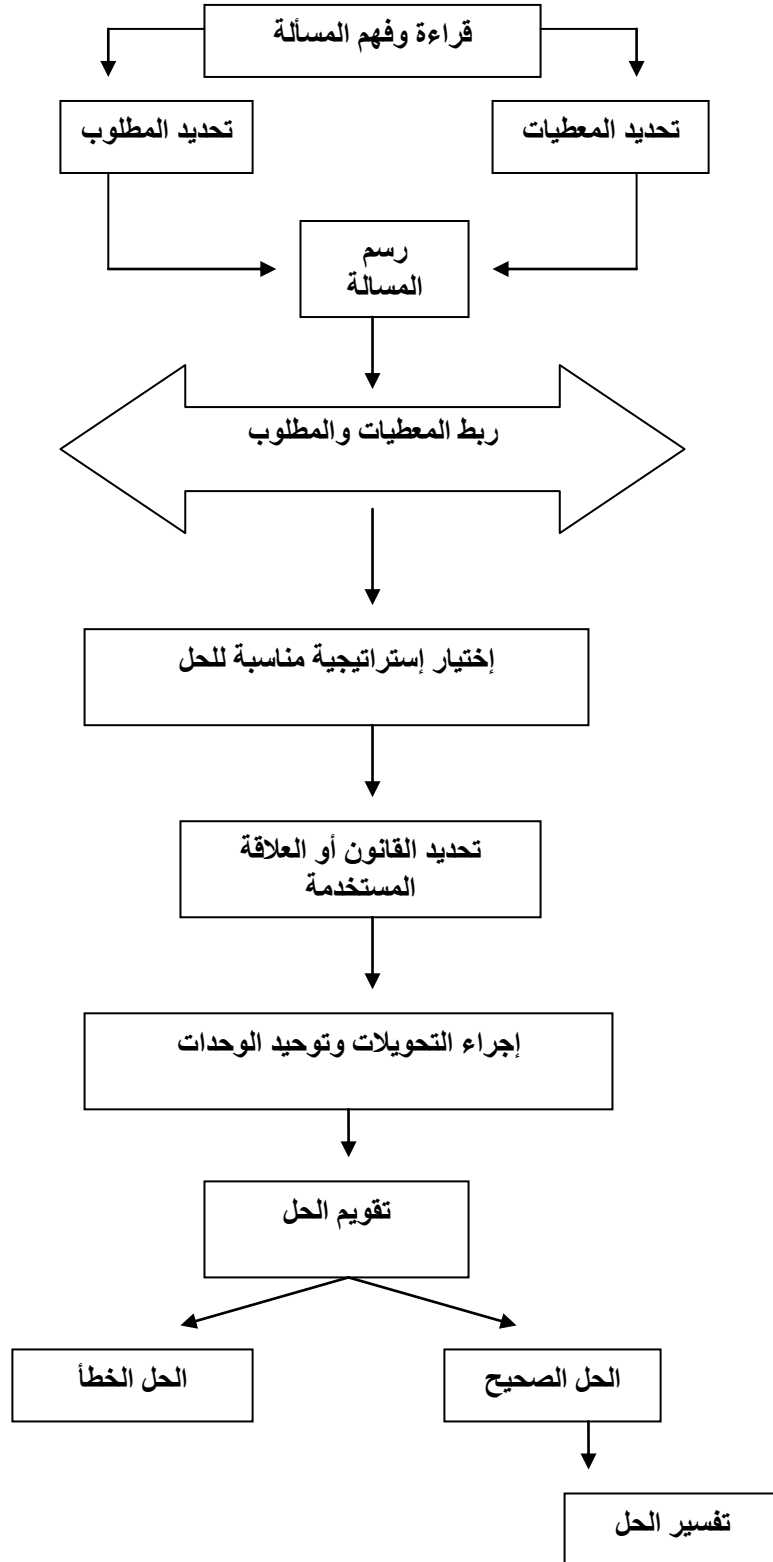 قراءة وفهم المسألة
تحديد المعطيات
تحديد المطلوب
رسم
المسالة
ربط المعطيات والمطلوب
إختيار إستراتيجية مناسبة للحل
تحديد القانون أو العلاقة
المستخدمة
إجراء التحويلات وتوحيد الوحدات
تقويم الحل
الحل الصحيح
الحل الخطأ
تفسير الحل